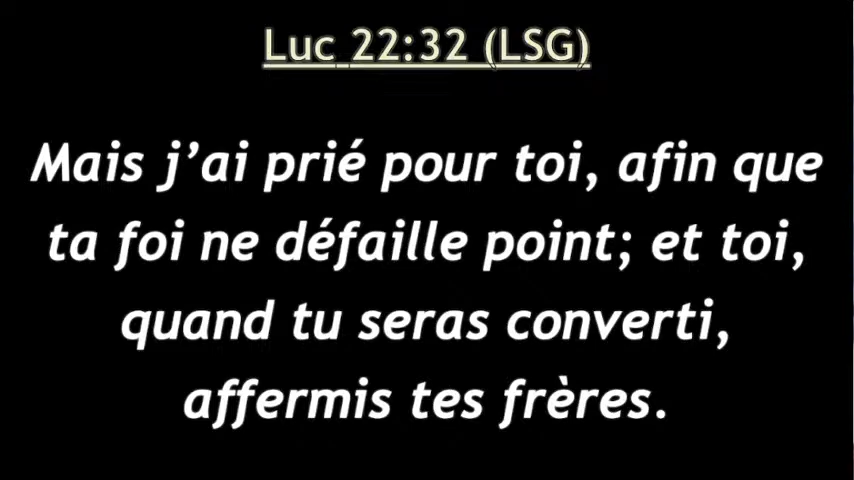 Luc 22:32 (LSG)
Mais j’ai prié pour toi, afin que
ta foi ne défaille point; et toi,
quand tu seras converti,
affermis tes frères.